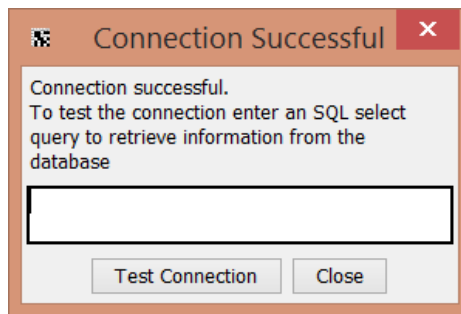 Connection Successful
Connection successful.
To test the connection enter an SQL select
query to retrieve information from the
database
Test Connection Close